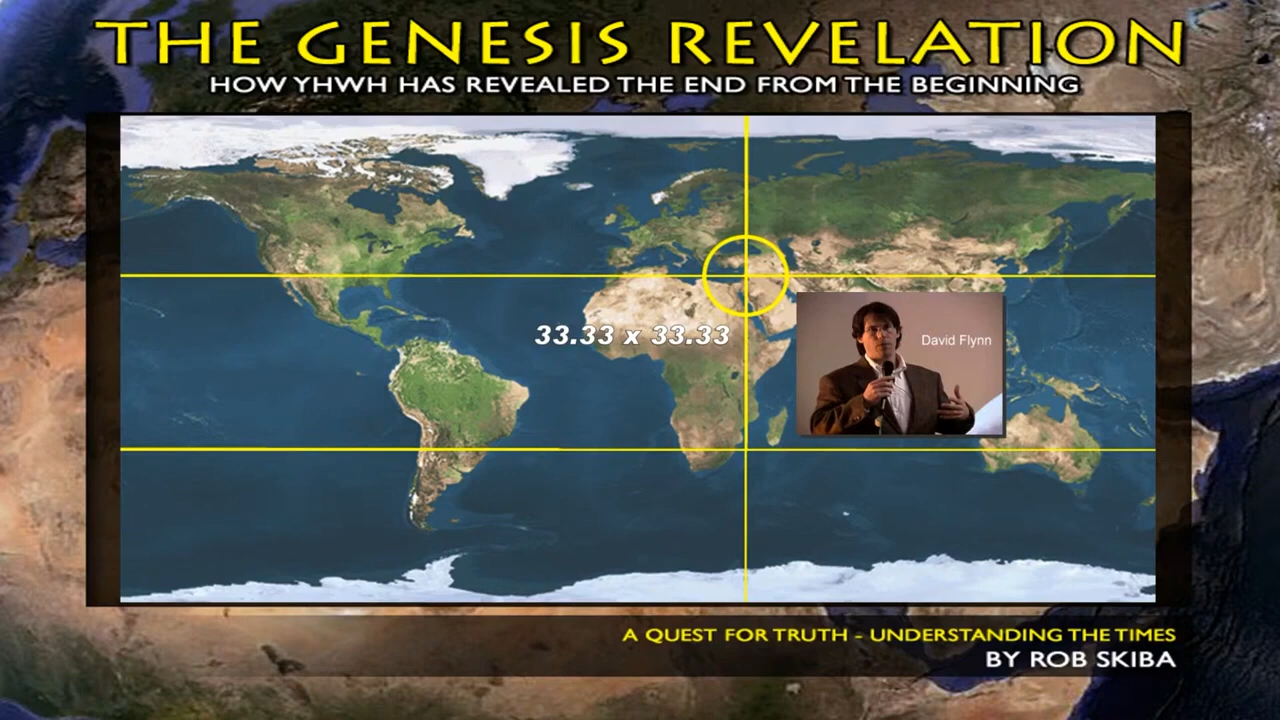 THE GENESIS REVELATION
HOW YHWH HAS REVEALED THE END FROM THE BEGINNING
33.33 x 33.33
David Flynn
A QUEST FOR TRUTH - UNDERSTANDING THE TIMES
BY ROB SKIBA